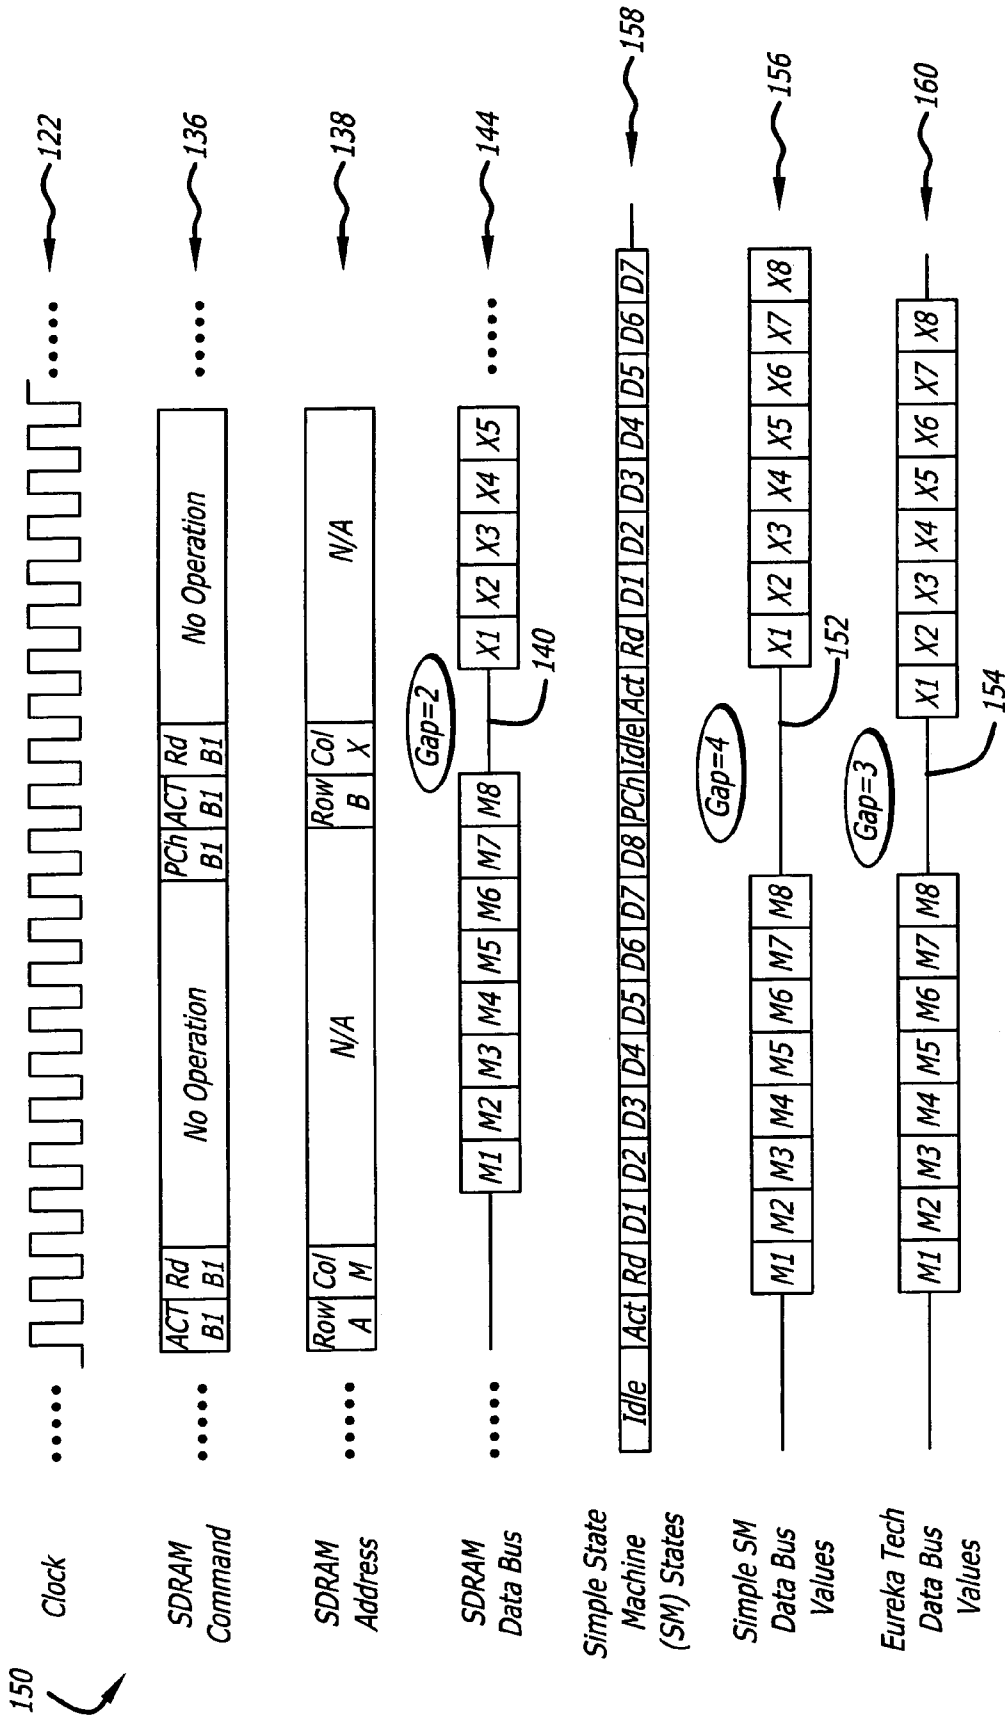 150
Clock
..... ..... 122
SDRAM
Command
.....
ACT
B1
Rd
B1
No Operation
PCh
B1
ACT
B1
Rd
B1
No Operation
.....
136
SDRAM
Address
.....
Row
A
Col
M
N/A
Row
B
Col
X
N/A
138
SDRAM
Data Bus
.....
M1 M2 M3 M4 M5 M6 M7 M8
Gap=2
140
X1 X2 X3 X4 X5
.....
144
Simple State
Machine
(SM) States
Idle Act Rd D1 D2 D3 D4 D5 D6 D7 D8 PCh Idle Act Rd D1 D2 D3 D4 D5 D6 D7
158
Simple SM
Data Bus
Values
M1 M2 M3 M4 M5 M6 M7 M8
Gap=4
152
X1 X2 X3 X4 X5 X6 X7 X8
156
Eureka Tech
Data Bus
Values
M1 M2 M3 M4 M5 M6 M7 M8
Gap=3
154
X1 X2 X3 X4 X5 X6 X7 X8
160